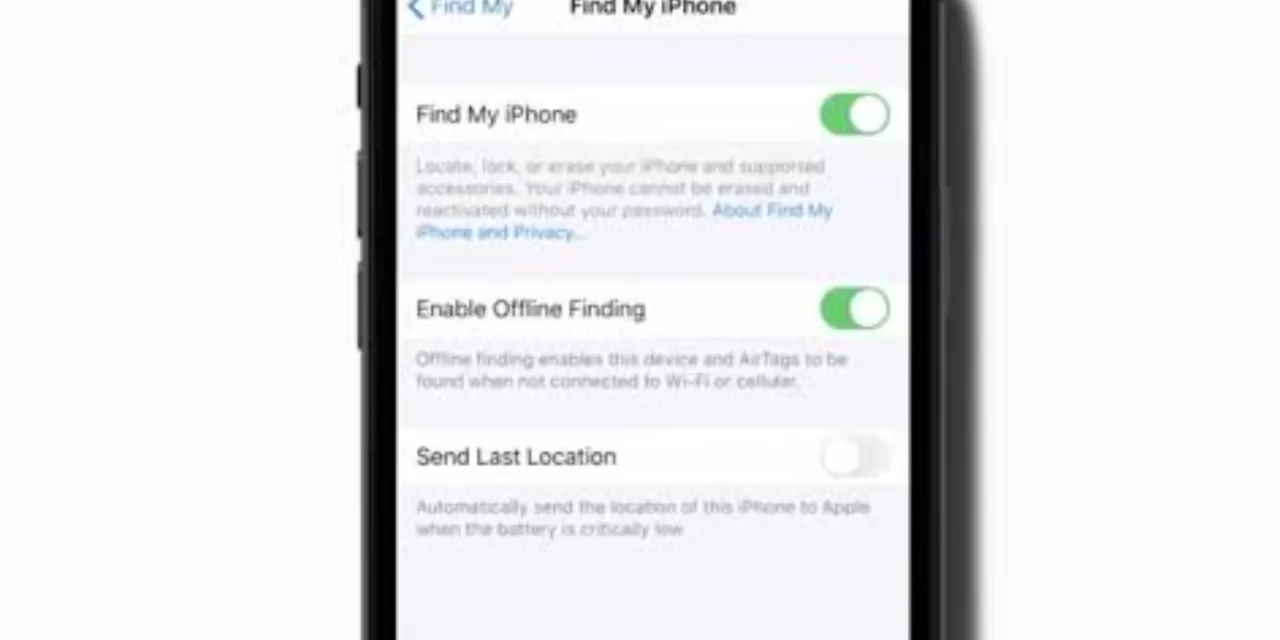 Find My
Find My iPhone
Find My iPhone
Locate, lock, or erase your iPhone and supported
accessories. Your iPhone cannot be erased and
reactivated without your password. About Find My
iPhone and Privacy...
Enable Offline Finding
Offline finding enables this device and AirTags to be
found when not connected to Wi-Fi or cellular.
Send Last Location
Automatically send the location of this iPhone to Apple
when the battery is critically low